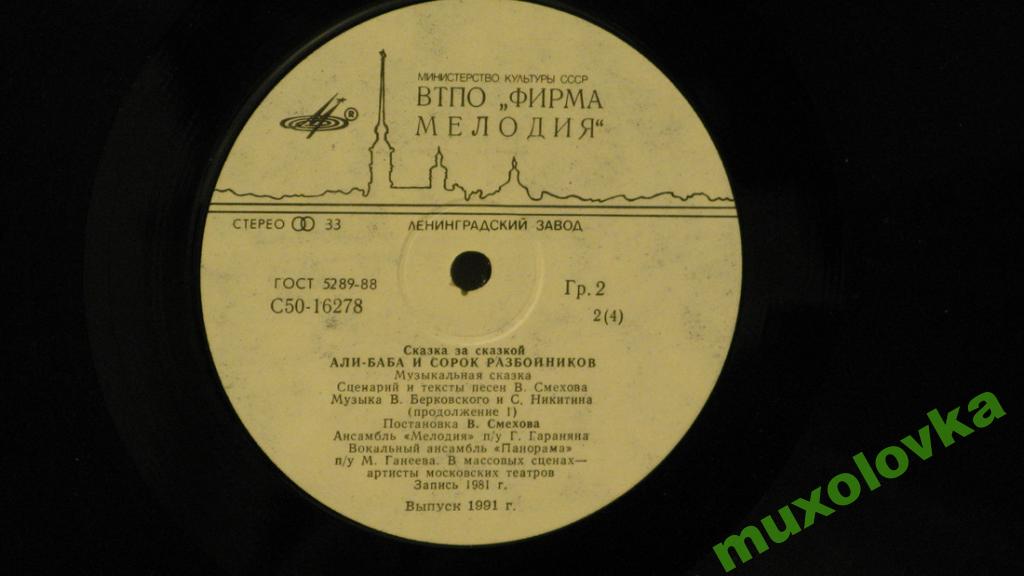 МИНИСТЕРСТВО КУЛЬТУРЫ СССР
ВТПО „ФИРМА
МЕЛОДИЯ“
®
СТЕРЕО 33
ЛЕНИНГРАДСКИЙ ЗАВОД
ГОСТ 5289-88
С50-16278
Гр. 2
2(4)
Сказка за сказкой
АЛИ-БАБА И СОРОК РАЗБОЙНИКОВ
Музыкальная сказка
Сценарий и тексты песен В. Смехова
Музыка В. Берковского и С. Никитина
(продолжение 1)
Постановка В. Смехова
Ансамбль «Мелодия» п/у Г. Гараняна
Вокальный ансамбль «Панорама»
п/у М. Ганеева. В массовых сценах—
артисты московских театров
Запись 1981 г.
Выпуск 1991 г.
muxolovka